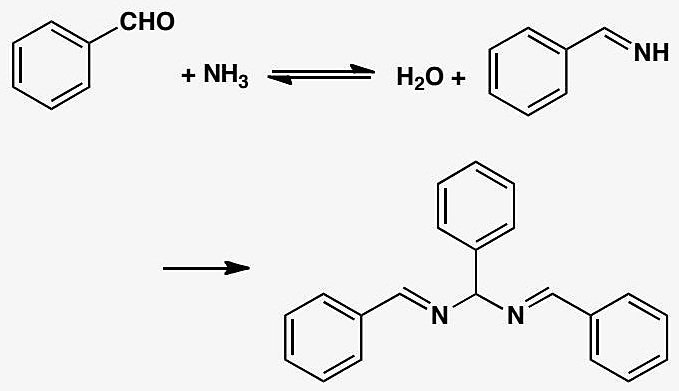 CHO
+ NH₃ H₂O + NH
N N